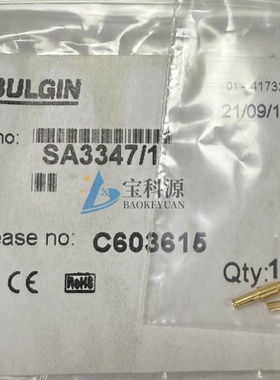 BULGIN
01- 4173
21/09/1
no:
SA3347/1
宝科源
BAOKEYUAN
ease no: C603615
CE RoHS
Qty:1